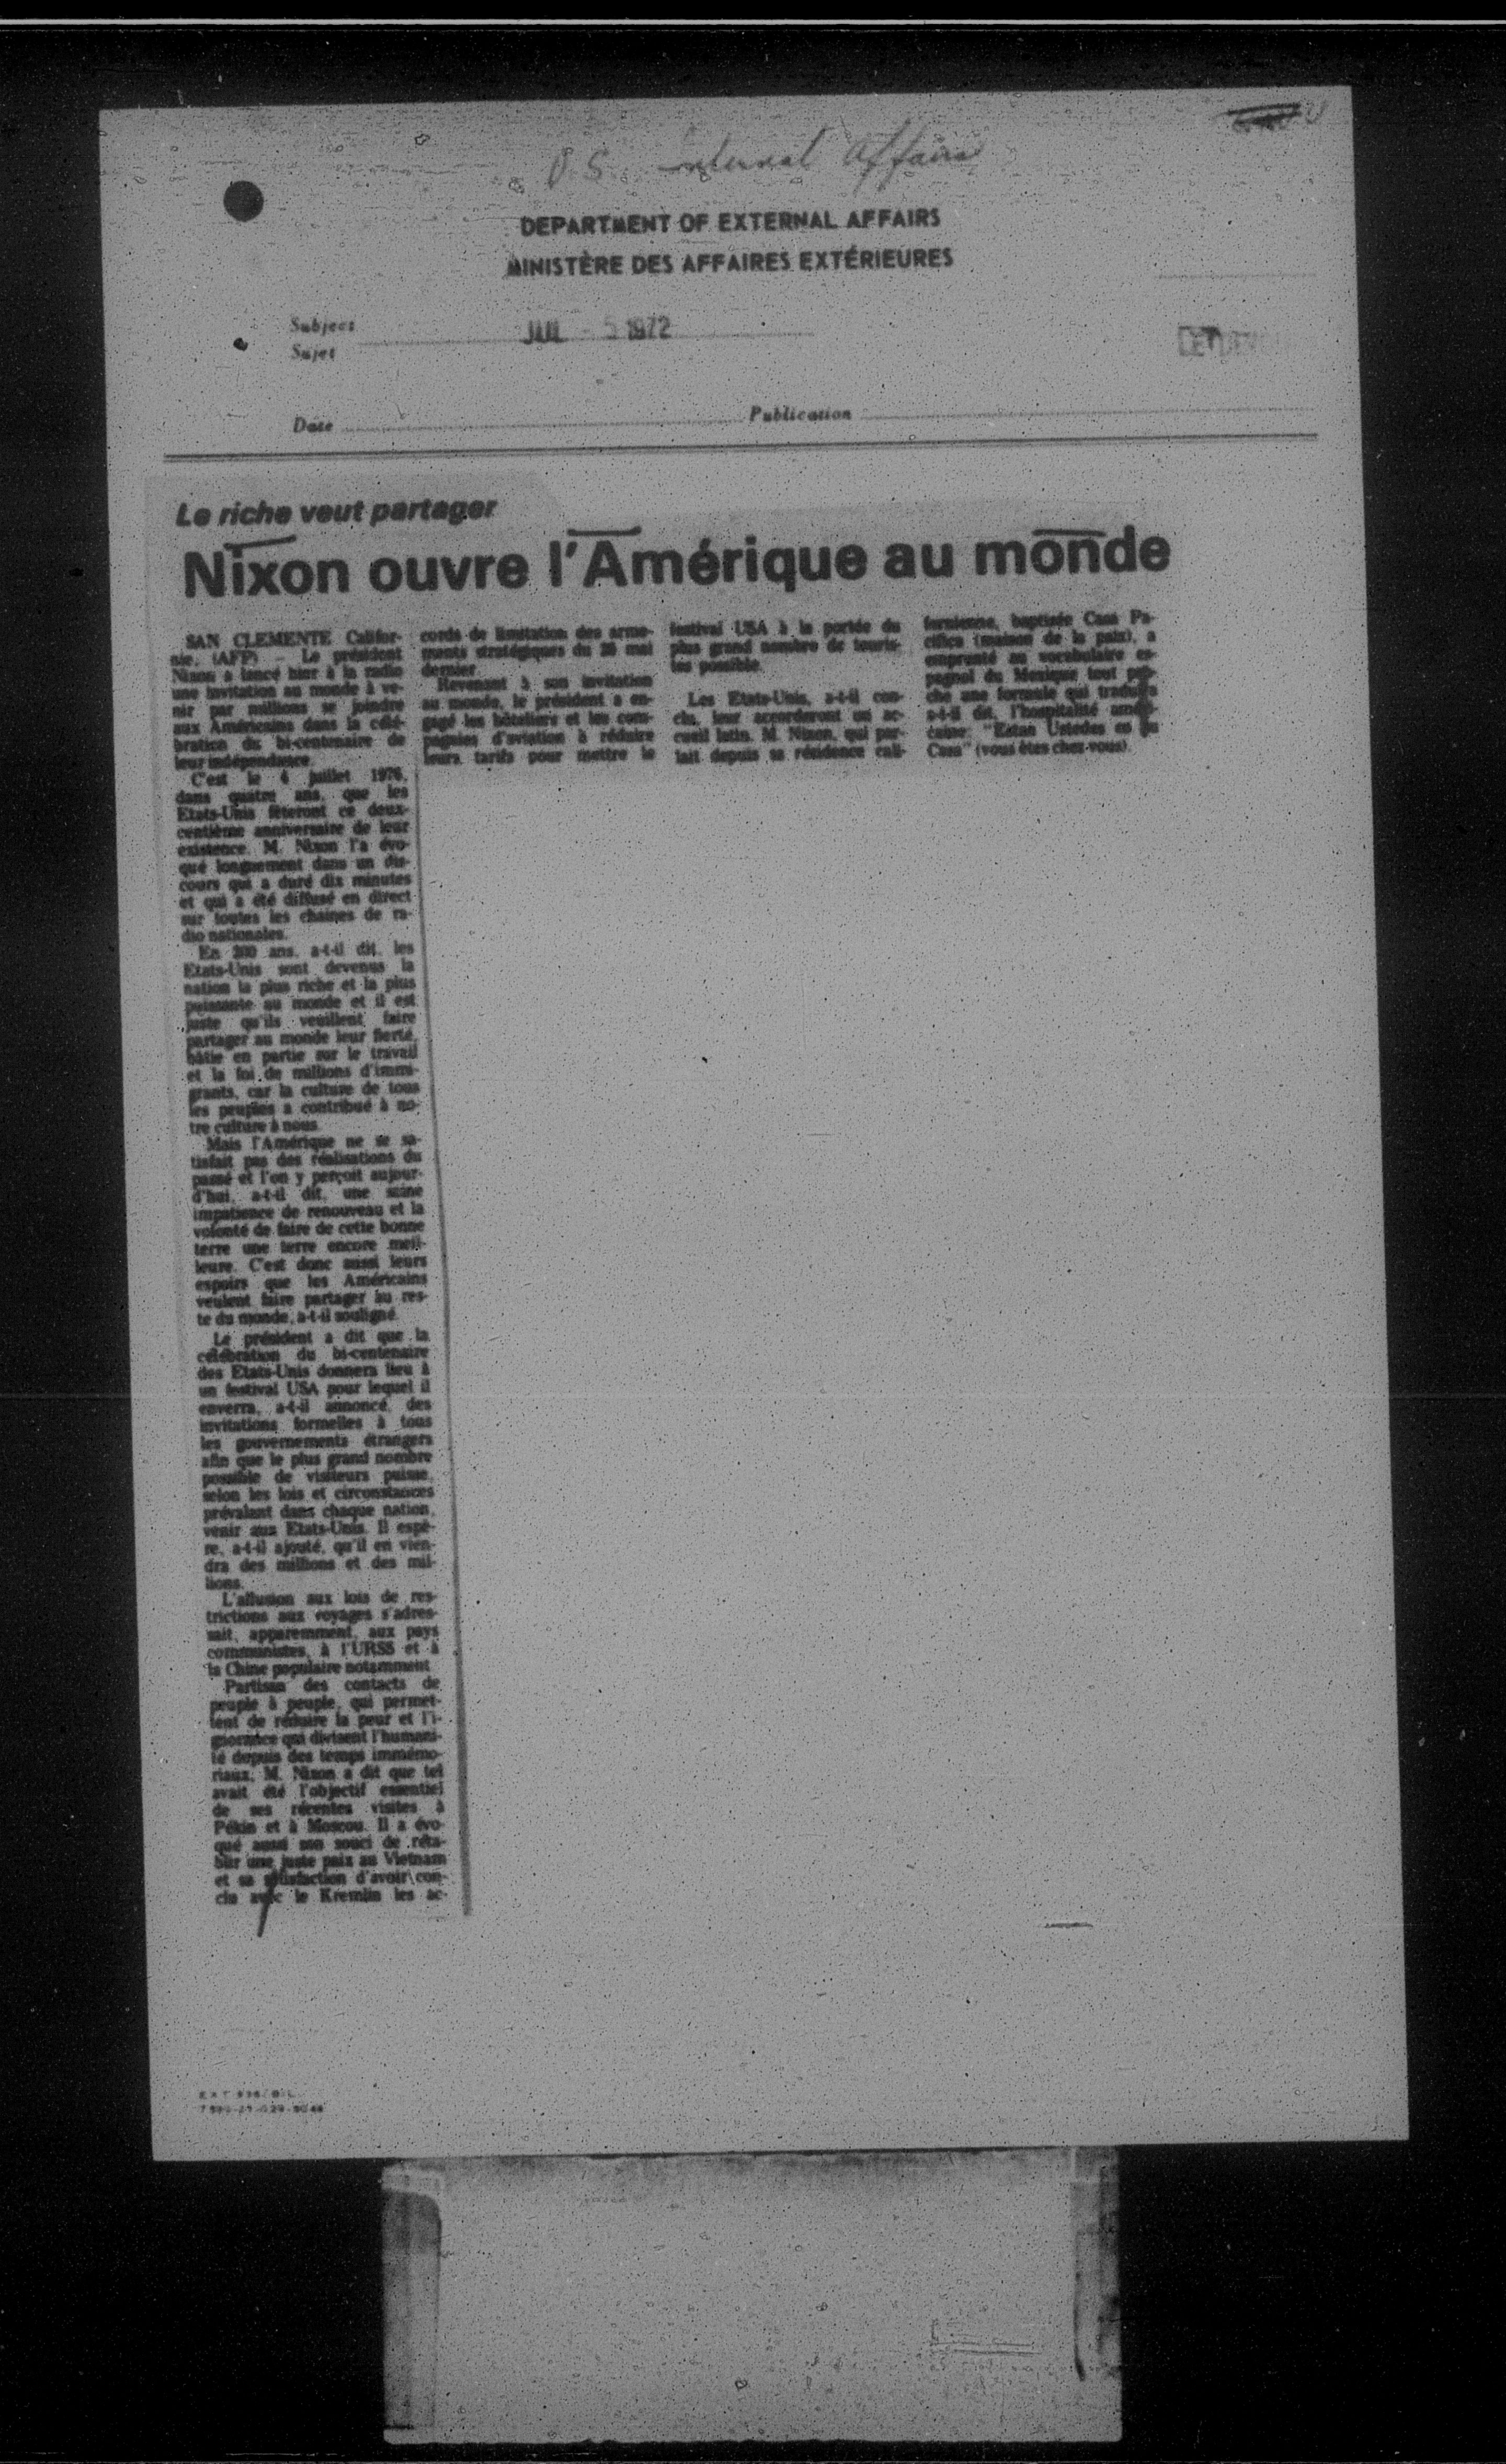 U.S. Internal Affairs
DEPARTMENT OF EXTERNAL AFFAIRS
MINISTÈRE DES AFFAIRES EXTÉRIEURES
Subject
Sujet
JUL - 5 1972
LE DEVOIR
Date
Publication
Le riche veut partager
Nixon ouvre l'Amérique au monde
SAN CLEMENTE Califor-
nie, (AFP) Le président
Nixon a lancé hier à la radio
une invitation au monde à ve-
nir par millions se joindre
aux Américains dans la célé-
bration du bi-centenaire de
leur indépendance.
C'est le 4 juillet 1976,
dans quatre ans, que les
Etats-Unis fêteront ce deux-
centième anniversaire de leur
existence. M. Nixon l'a évo-
qué longuement dans un dis-
cours qui a duré dix minutes
et qui a été diffusé en direct
sur toutes les chaines de ra-
dio nationales.
En 200 ans, a-t-il dit, les
Etats-Unis sont devenus la
nation la plus riche et la plus
puissante au monde et il est
juste qu'ils veuillent faire
partager au monde leur fierté,
bâtie en partie sur le travail
et la foi de millions d'immi-
grants, car la culture de tous
les peuples a contribué à no-
tre culture à nous.
Mais l'Amérique ne se sa-
tisfait pas des réalisations du
passé et l'on y perçoit aujour-
d'hui, a-t-il dit, une saine
impatience de renouveau et la
volonté de faire de cette bonne
terre une terre encore meil-
leure. C'est donc aussi leurs
espoirs que les Américains
veulent faire partager au res-
te du monde, a-t-il souligné.
Le président a dit que la
célébration du bi-centenaire
des Etats-Unis donnera lieu à
un festival USA pour lequel il
enverra, a-t-il annoncé, des
invitations formelles à tous
les gouvernements étrangers
afin que le plus grand nombre
possible de visiteurs puisse,
selon les lois et circonstances
prévalant dans chaque nation,
venir aux Etats-Unis. Il espè-
re, a-t-il ajouté, qu'il en vien-
dra des millions et des mil-
lions.
L'allusion aux lois de res-
trictions aux voyages s'adres-
sait, apparemment, aux pays
communistes, à l'URSS et à
la Chine populaire notamment
Partisan des contacts de
peuple à peuple, qui permet-
tent de réduire la peur et l'i-
gnorance qui divisent l'humani-
té depuis des temps immémo-
riaux, M. Nixon a dit que tel
avait été l'objectif essentiel
de ses récentes visites à
Pékin et à Moscou. Il a évo-
qué aussi son souci de réta-
blir une juste paix au Vietnam
et sa satisfaction d'avoir con-
clu avec le Kremlin les ac-
cords de limitation des arme-
ments stratégiques du 26 mai
dernier.
Revenant à son invitation
au monde, le président a en-
gagé les hôteliers et les com-
pagnies d'aviation à réduire
leurs tarifs pour mettre le
festival USA à la portée du
plus grand nombre de touris-
tes possible.
Les Etats-Unis, a-t-il con-
clu, leur accorderont un ac-
cueil latin. M. Nixon, qui par-
lait depuis sa résidence cali-
fornienne, baptisée Casa Pa-
cifica (maison de la paix), a
emprunté au vocabulaire es-
pagnol du Mexique tout pro-
che une formule qui traduira
a-t-il dit, l'hospitalité améri-
caine: "Estan Ustedes en su
Casa" (vous êtes chez-vous).